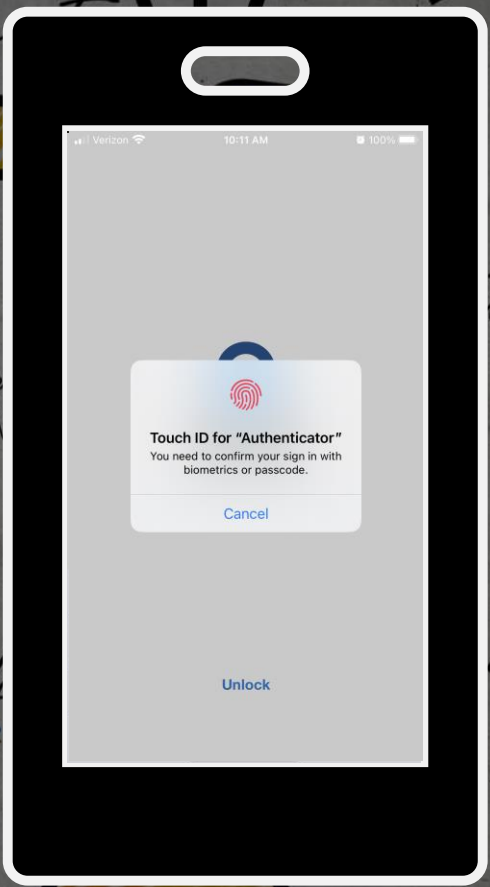 Verizon 10:11 AM 100%
Touch ID for “Authenticator”
You need to confirm your sign in with
biometrics or passcode.
Cancel
Unlock